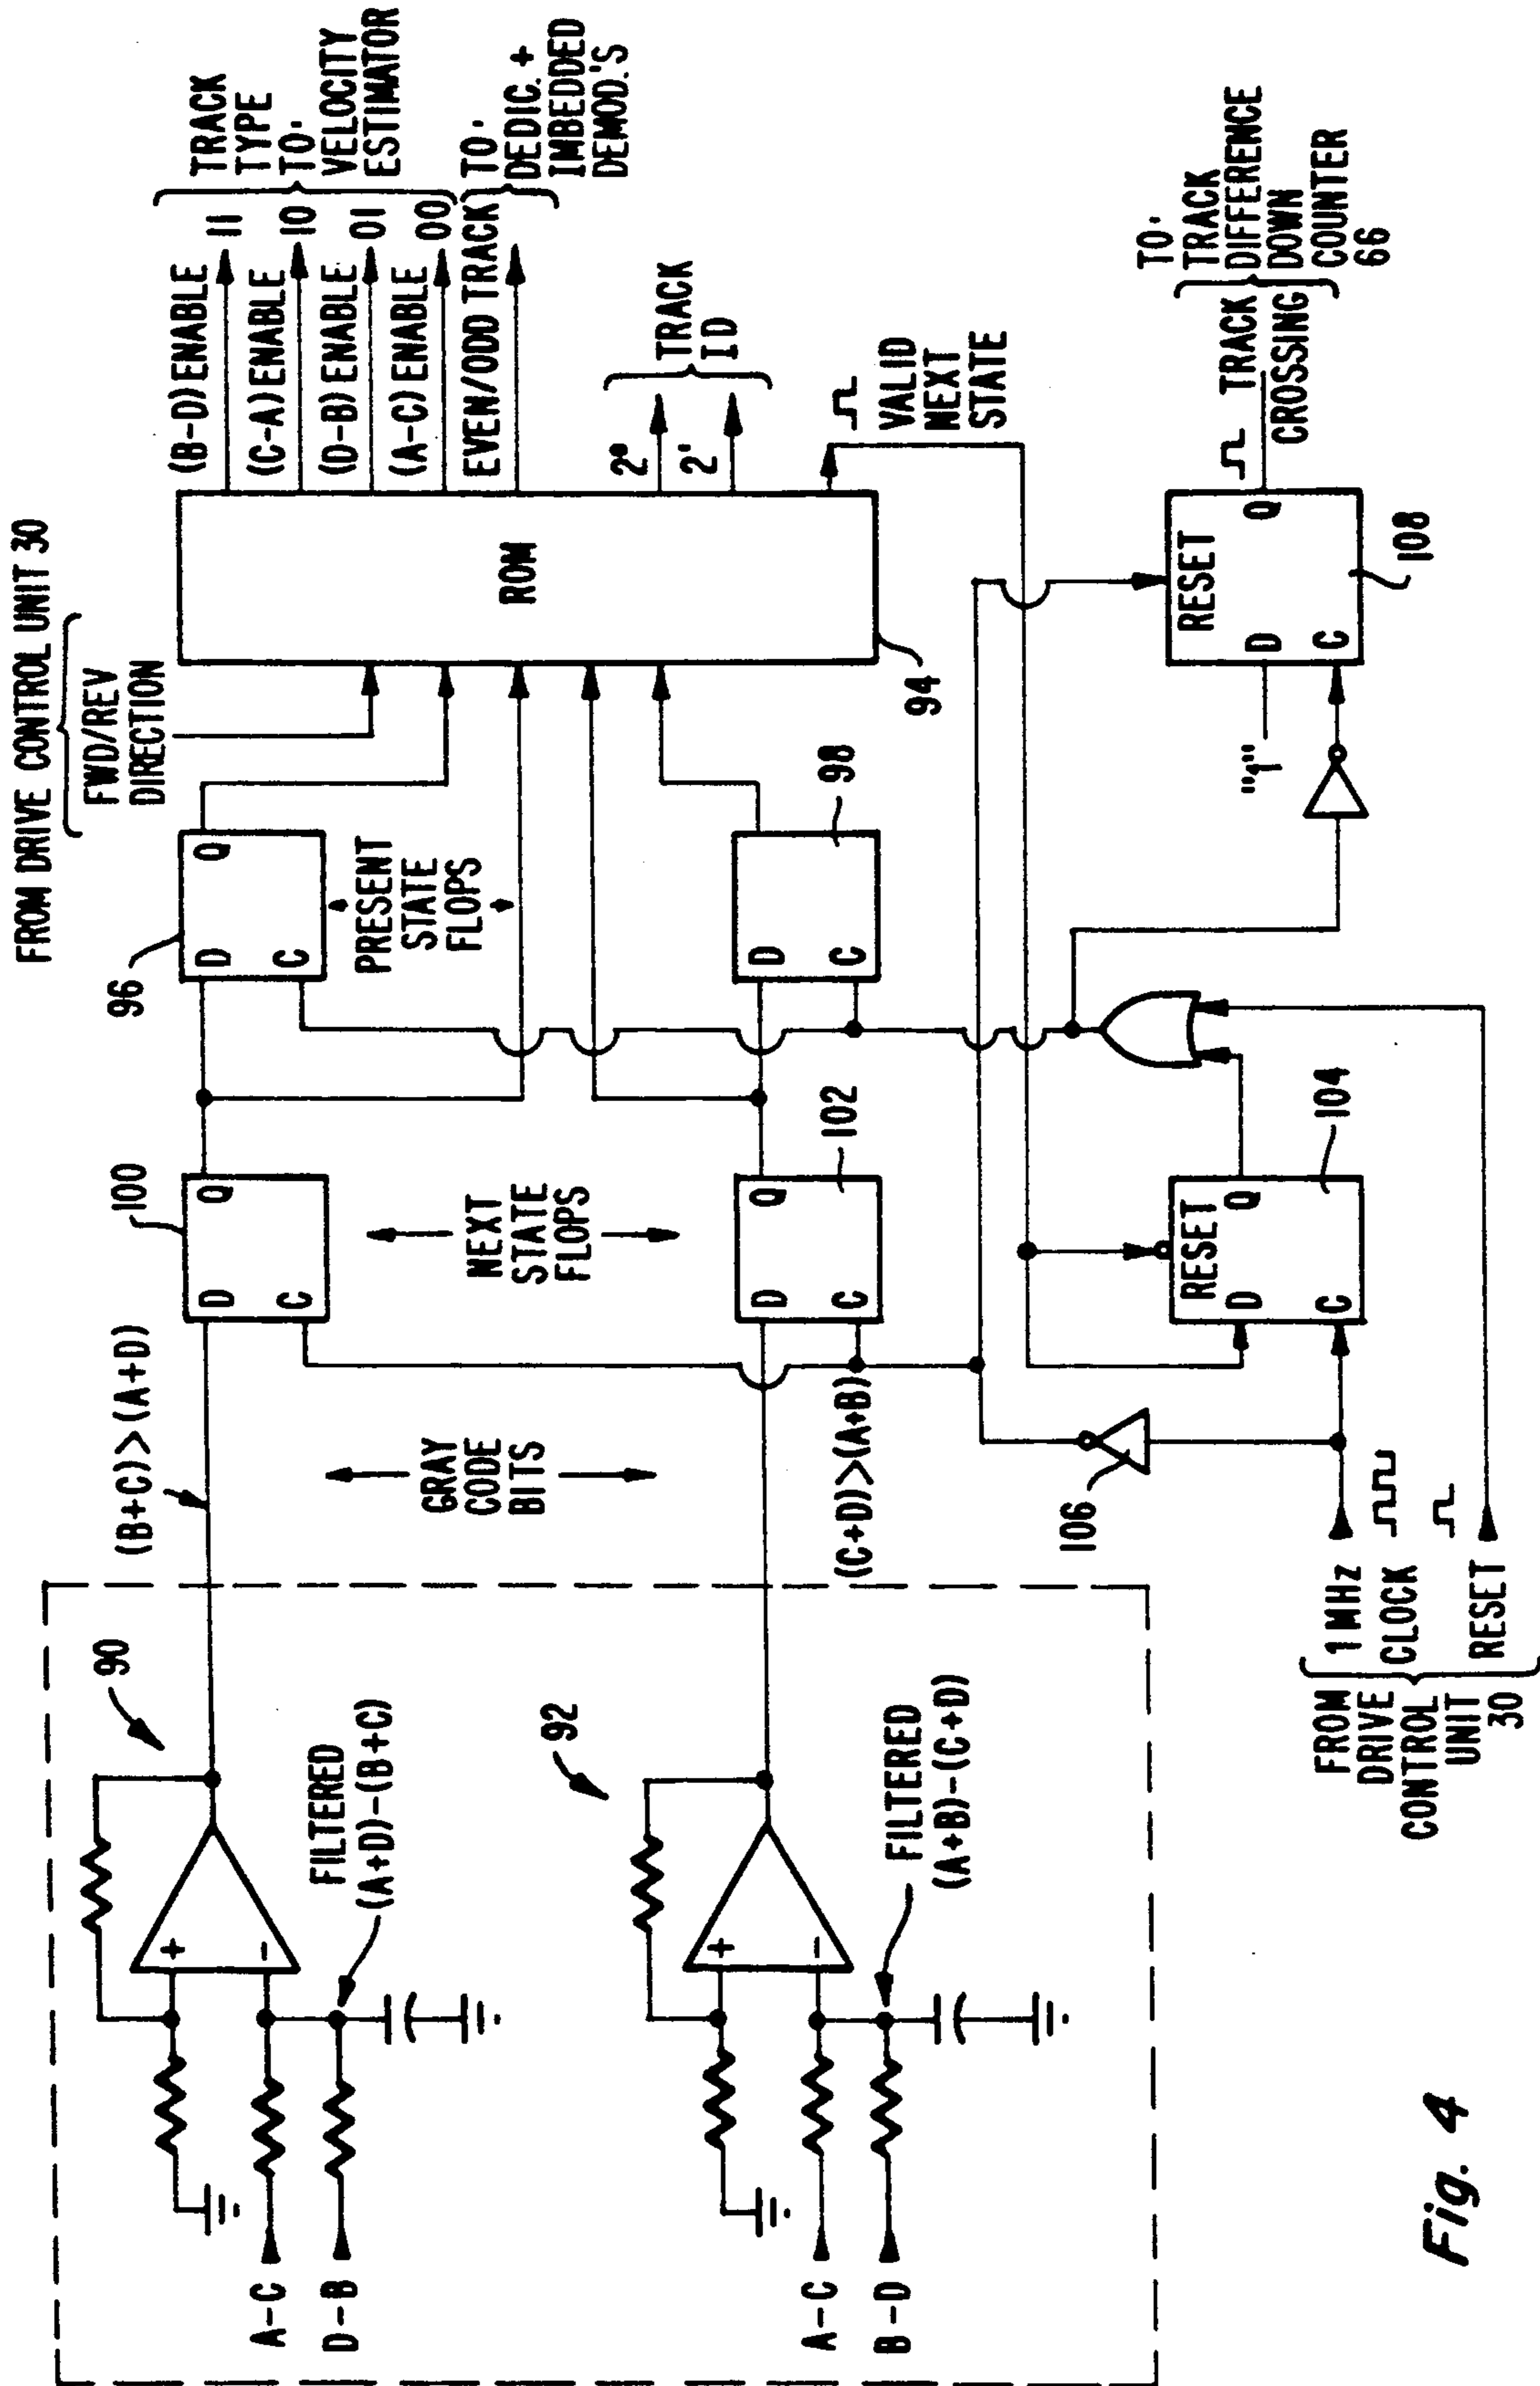 FROM DRIVE CONTROL UNIT 30
FWD/REV
DIRECTION
90
FILTERED
(A+D)-(B+C)
A-C
D-B
+
-
(B+C)>(A+D)
GRAY
CODE
BITS
100
D
Q
C
NEXT
STATE
FLOPS
96
D
Q
C
PRESENT
STATE
FLOPS
92
FILTERED
(A+B)-(C+D)
A-C
B-D
+
-
(C+D)>(A+B)
102
D
Q
C
98
D
Q
C
ROM
94
(B-D) ENABLE 11
(C-A) ENABLE 10
(D-B) ENABLE 01
(A-C) ENABLE 00
TRACK
TYPE
TO·
VELOCITY
ESTIMATOR
EVEN/ODD TRACK
TO·
DEDIC. +
IMBEDDED
DEMOD.'S
2⁰
2¹
TRACK
ID
VALID
NEXT
STATE
106
FROM
DRIVE
CONTROL
UNIT
30
1 MHz
CLOCK
RESET
RESET
D
Q
C
104
"1"
RESET
D
Q
C
108
TRACK
CROSSING
TO·
TRACK
DIFFERENCE
DOWN
COUNTER
66
Fig. 4